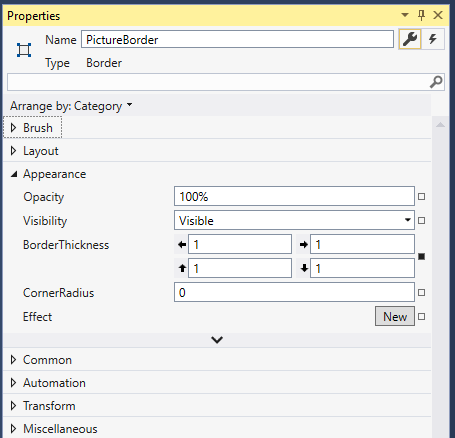 Properties
Name PictureBorder
Type Border
Arrange by: Category
Brush
Layout
Appearance
Opacity 100%
Visibility Visible
BorderThickness 1 1
1 1
CornerRadius 0
Effect New
Common
Automation
Transform
Miscellaneous